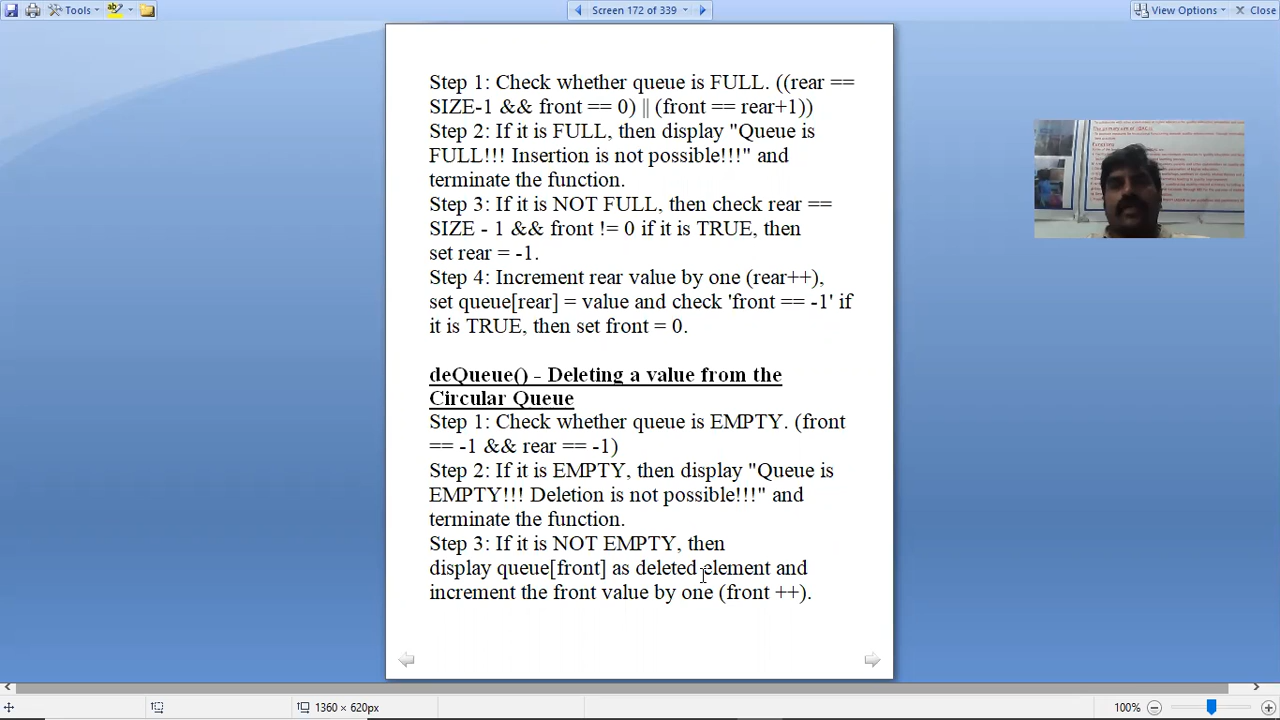 Tools
Screen 172 of 339
View Options
Close
Step 1: Check whether queue is FULL. ((rear ==
SIZE-1 && front == 0) || (front == rear+1))
Step 2: If it is FULL, then display "Queue is
FULL!!! Insertion is not possible!!!" and
terminate the function.
Step 3: If it is NOT FULL, then check rear ==
SIZE - 1 && front != 0 if it is TRUE, then
set rear = -1.
Step 4: Increment rear value by one (rear++),
set queue[rear] = value and check 'front == -1' if
it is TRUE, then set front = 0.
deQueue() - Deleting a value from the
Circular Queue
Step 1: Check whether queue is EMPTY. (front
== -1 && rear == -1)
Step 2: If it is EMPTY, then display "Queue is
EMPTY!!! Deletion is not possible!!!" and
terminate the function.
Step 3: If it is NOT EMPTY, then
display queue[front] as deleted element and
increment the front value by one (front ++).
1360 × 620px
100%